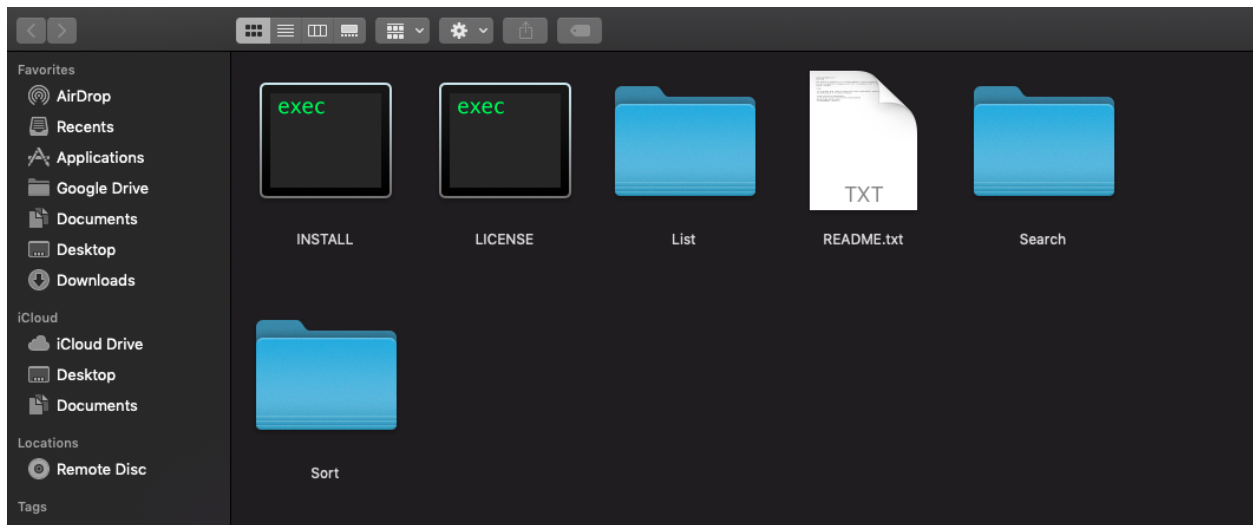 Favorites
AirDrop
Recents
Applications
Google Drive
Documents
Desktop
Downloads
iCloud
iCloud Drive
Desktop
Documents
Locations
Remote Disc
Tags
exec
exec
TXT
INSTALL
LICENSE
List
README.txt
Search
Sort